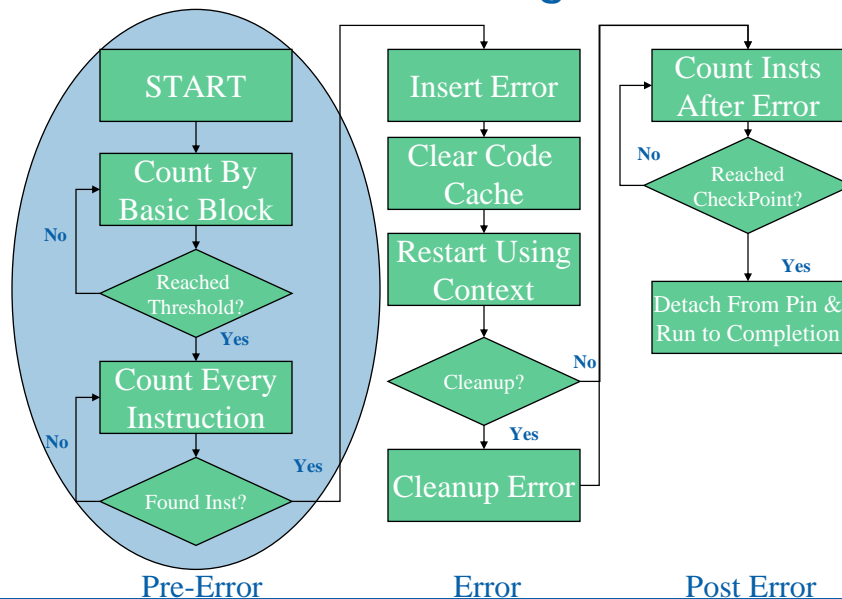 START
Count By
Basic Block
No
Reached
Threshold?
Yes
Count Every
Instruction
No
Found Inst?
Yes
Pre-Error
Insert Error
Clear Code
Cache
Restart Using
Context
Cleanup?
No
Yes
Cleanup Error
Error
Count Insts
After Error
No
Reached
CheckPoint?
Yes
Detach From Pin &
Run to Completion
Post Error